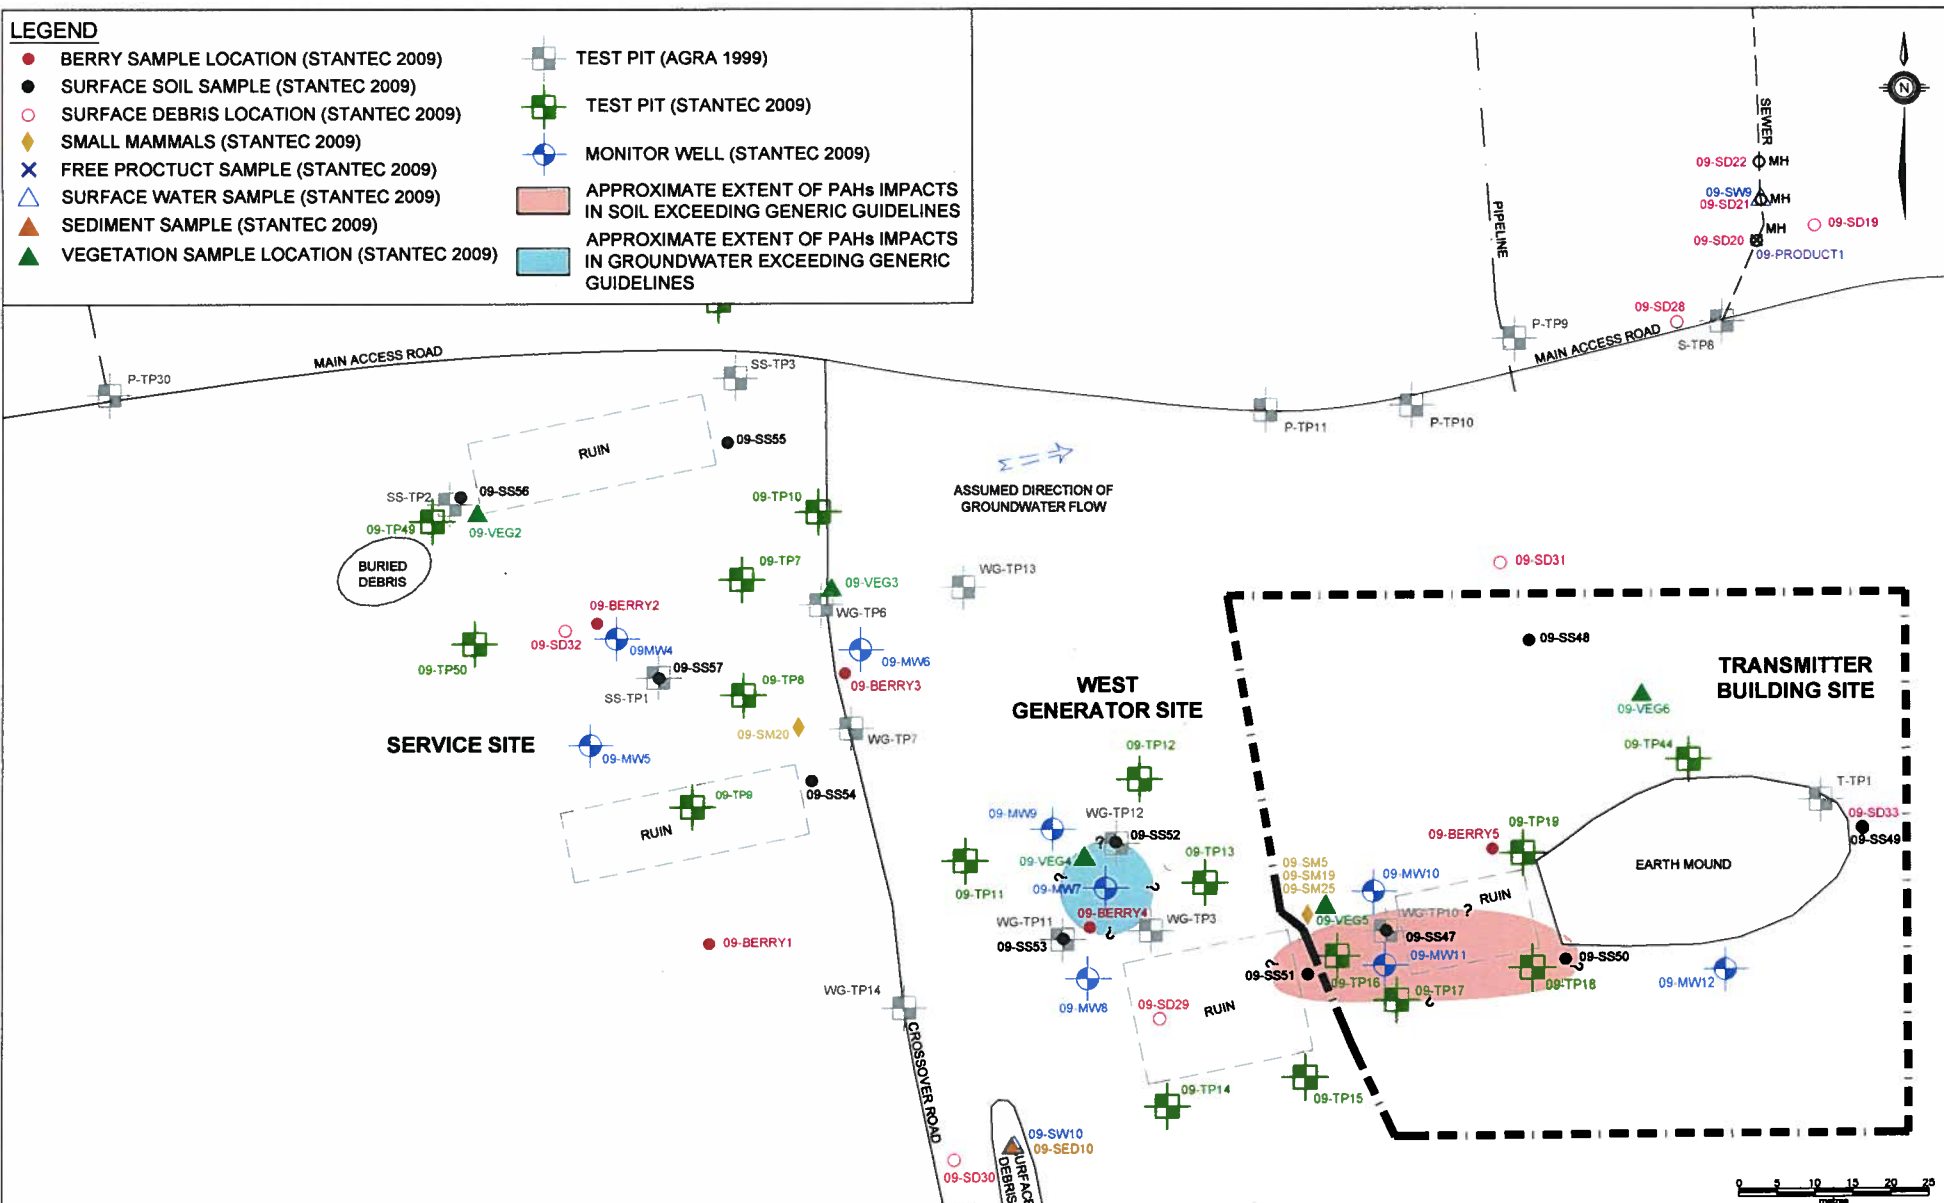 LEGEND
BERRY SAMPLE LOCATION (STANTEC 2009)
SURFACE SOIL SAMPLE (STANTEC 2009)
SURFACE DEBRIS LOCATION (STANTEC 2009)
SMALL MAMMALS (STANTEC 2009)
FREE PROCTUCT SAMPLE (STANTEC 2009)
SURFACE WATER SAMPLE (STANTEC 2009)
SEDIMENT SAMPLE (STANTEC 2009)
VEGETATION SAMPLE LOCATION (STANTEC 2009)
TEST PIT (AGRA 1999)
TEST PIT (STANTEC 2009)
MONITOR WELL (STANTEC 2009)
APPROXIMATE EXTENT OF PAHs IMPACTS
IN SOIL EXCEEDING GENERIC GUIDELINES
APPROXIMATE EXTENT OF PAHs IMPACTS
IN GROUNDWATER EXCEEDING GENERIC
GUIDELINES
N
SEWER
09-SD22
MH
09-SW9
09-SD21
MH
MH
09-SD20
09-SD19
09-PRODUCT1
PIPELINE
09-SD28
P-TP9
MAIN ACCESS ROAD
S-TP8
MAIN ACCESS ROAD
P-TP30
SS-TP3
P-TP11
P-TP10
RUIN
09-SS55
SS-TP2
09-SS56
09-TP49
09-VEG2
09-TP10
ASSUMED DIRECTION OF
GROUNDWATER FLOW
BURIED
DEBRIS
09-TP7
09-VEG3
WG-TP13
WG-TP6
09-SD31
09-BERRY2
09-SD32
09MW4
09-TP50
09-SS57
SS-TP1
09-TP8
09-MW6
09-BERRY3
09-SS48
TRANSMITTER
BUILDING SITE
WEST
GENERATOR SITE
09-VEG6
09-SM20
WG-TP7
SERVICE SITE
09-MW5
09-TP12
09-TP44
09-SS54
09-TP9
RUIN
T-TP1
09-SD33
09-SS49
09-MW9
WG-TP12
? 09-SS52
09-TP13
09-BERRY5
09-TP19
EARTH MOUND
09-VEG4
?
09-MW7
?
09-TP11
09-SM5
09-SM19
09-SM25
09-MW10
RUIN
09-BERRY4
WG-TP11
WG-TP3
?
09-SS53
09-VEG5
WG-TP10
?
09-SS47
09-BERRY1
09-MW11
?
09-SS51
09-SS50
?
09-TP16
09-TP17
?
09-TP18
09-MW12
WG-TP14
09-MW8
09-SD29
RUIN
CROSSOVER ROAD
09-TP14
09-TP15
09-SW10
09-SED10
09-SD30
SURFACE
DEBRIS
0 5 10 15 20 25
metres